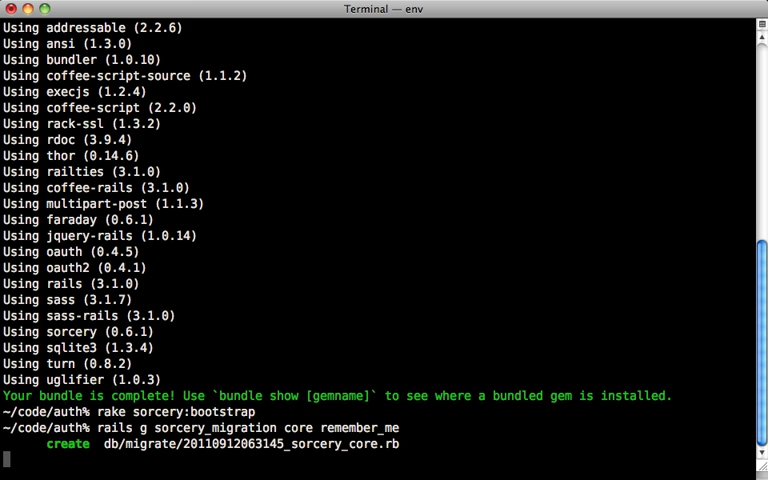 Terminal — env
Using addressable (2.2.6)
Using ansi (1.3.0)
Using bundler (1.0.10)
Using coffee-script-source (1.1.2)
Using execjs (1.2.4)
Using coffee-script (2.2.0)
Using rack-ssl (1.3.2)
Using rdoc (3.9.4)
Using thor (0.14.6)
Using railties (3.1.0)
Using coffee-rails (3.1.0)
Using multipart-post (1.1.3)
Using faraday (0.6.1)
Using jquery-rails (1.0.14)
Using oauth (0.4.5)
Using oauth2 (0.4.1)
Using rails (3.1.0)
Using sass (3.1.7)
Using sass-rails (3.1.0)
Using sorcery (0.6.1)
Using sqlite3 (1.3.4)
Using turn (0.8.2)
Using uglifier (1.0.3)
Your bundle is complete! Use `bundle show [gemname]` to see where a bundled gem is installed.
~/code/auth% rake sorcery:bootstrap
~/code/auth% rails g sorcery_migration core remember_me
create  db/migrate/20110912063145_sorcery_core.rb